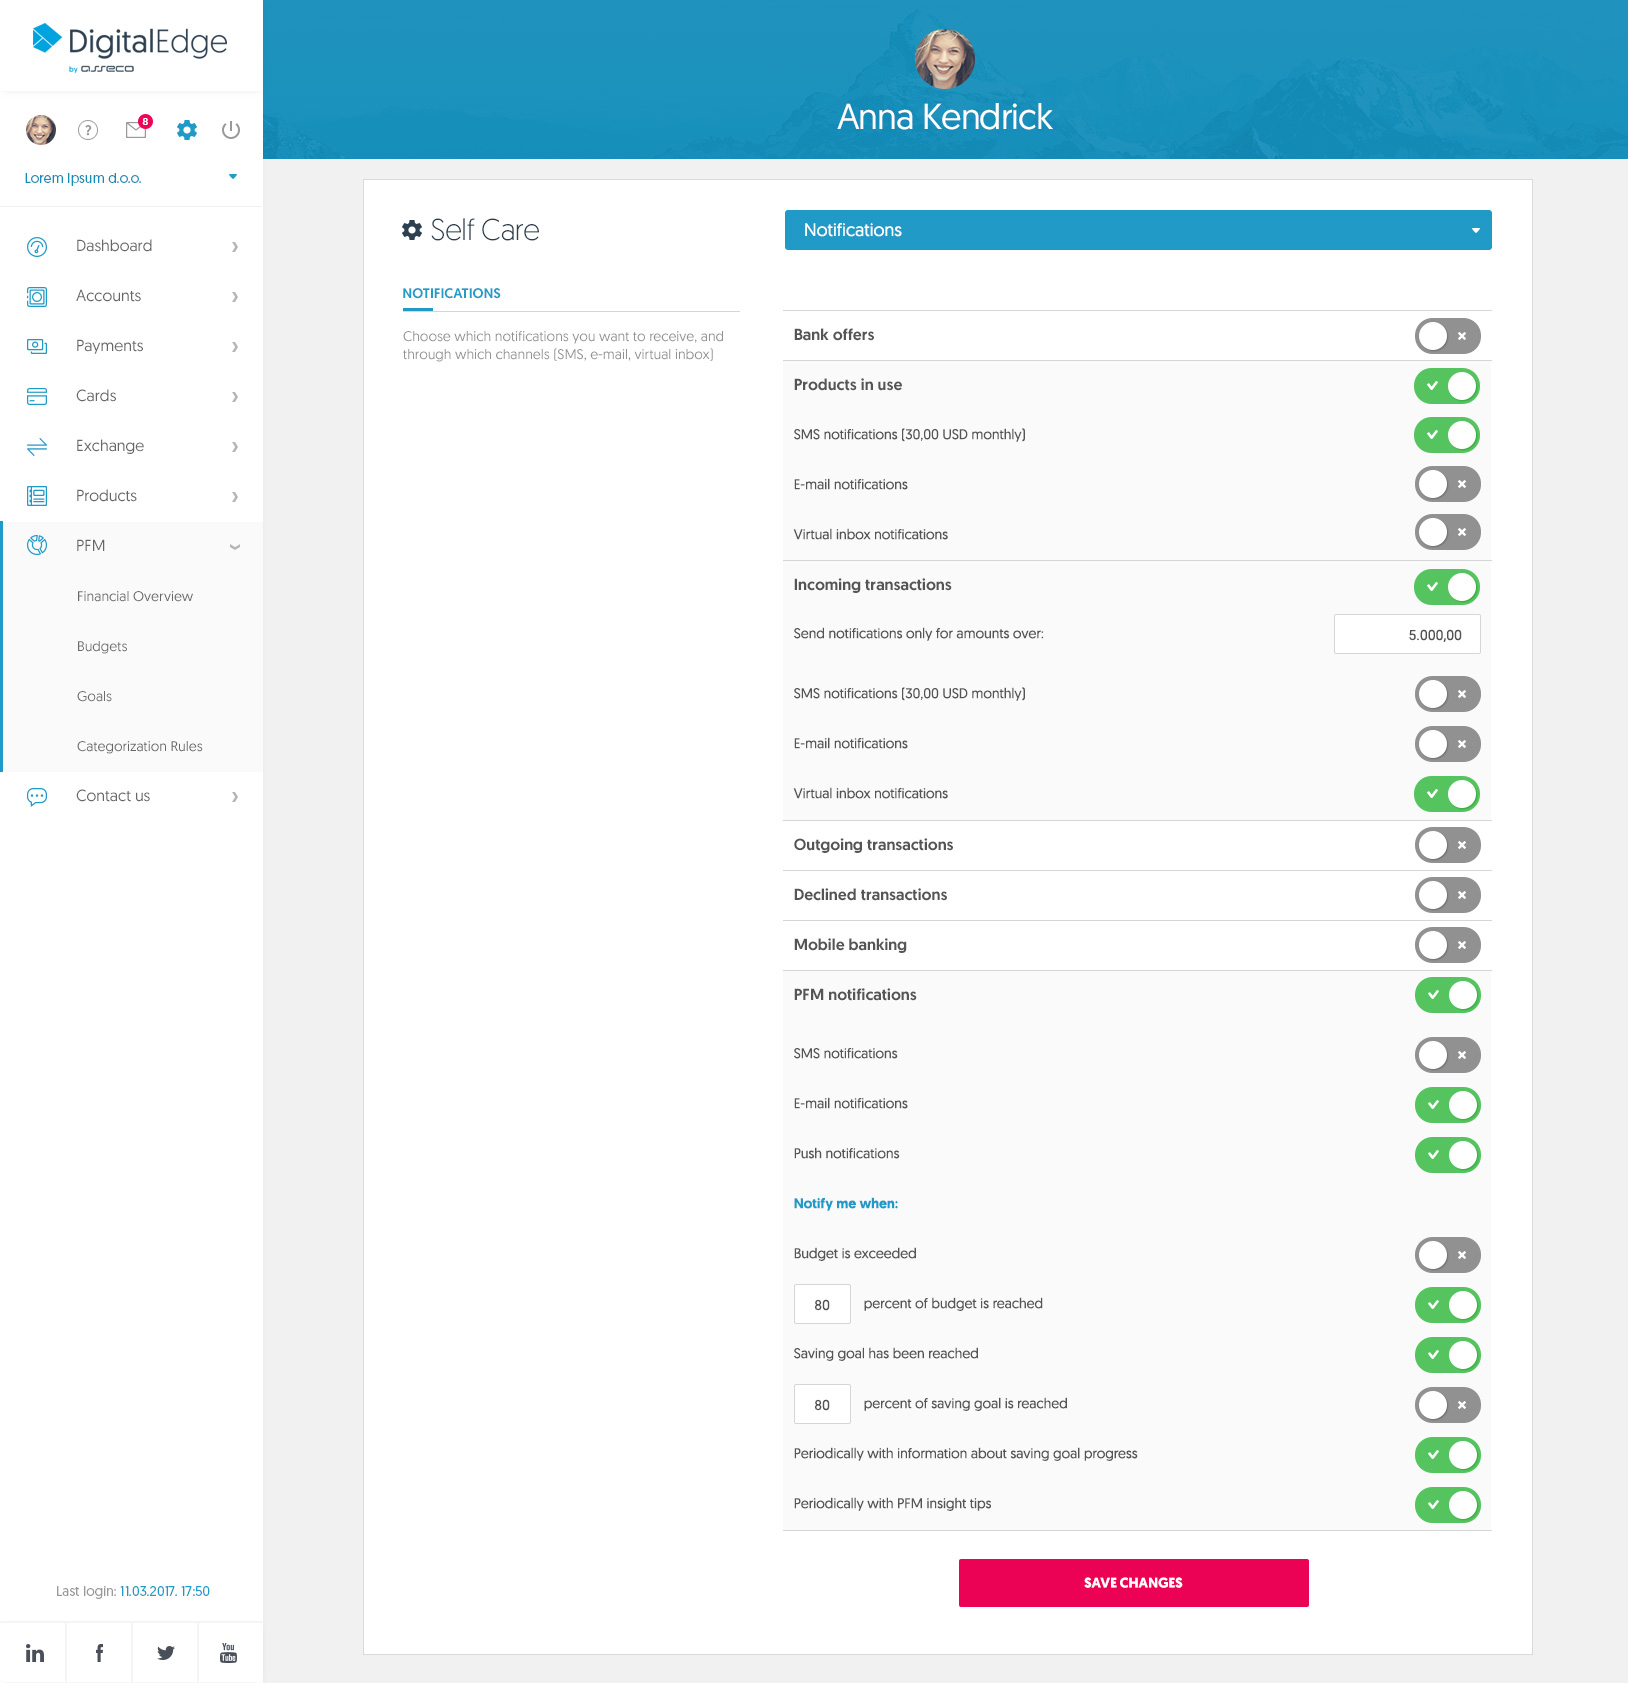 DigitalEdge
by asseco
?
8
Lorem Ipsum d.o.o.
Dashboard
Accounts
Payments
Cards
Exchange
Products
PFM
Financial Overview
Budgets
Goals
Categorization Rules
Contact us
Last login: 11.03.2017. 17:50
in
f
You
Tube
Anna Kendrick
Self Care
NOTIFICATIONS
Choose which notifications you want to receive, and
through which channels (SMS, e-mail, virtual inbox)
Notifications
Bank offers
Products in use
SMS notifications (30,00 USD monthly)
E-mail notifications
Virtual inbox notifications
Incoming transactions
Send notifications only for amounts over: 5.000,00
SMS notifications (30,00 USD monthly)
E-mail notifications
Virtual inbox notifications
Outgoing transactions
Declined transactions
Mobile banking
PFM notifications
SMS notifications
E-mail notifications
Push notifications
Notify me when:
Budget is exceeded
80 percent of budget is reached
Saving goal has been reached
80 percent of saving goal is reached
Periodically with information about saving goal progress
Periodically with PFM insight tips
SAVE CHANGES